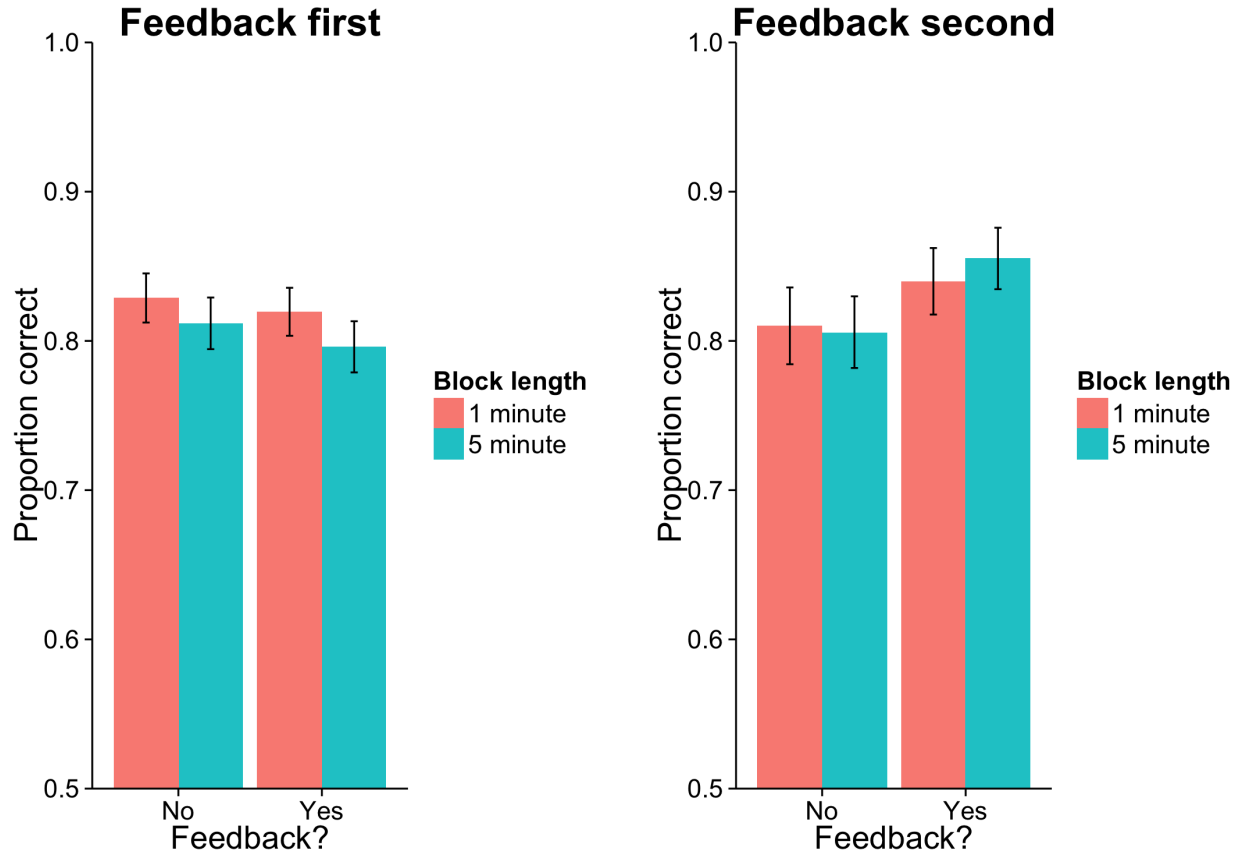 Feedback first
1.0
0.9
0.8
0.7
0.6
0.5
Proportion correct
No Yes
Feedback?
Block length
1 minute
5 minute
Feedback second
1.0
0.9
0.8
0.7
0.6
0.5
Proportion correct
No Yes
Feedback?
Block length
1 minute
5 minute